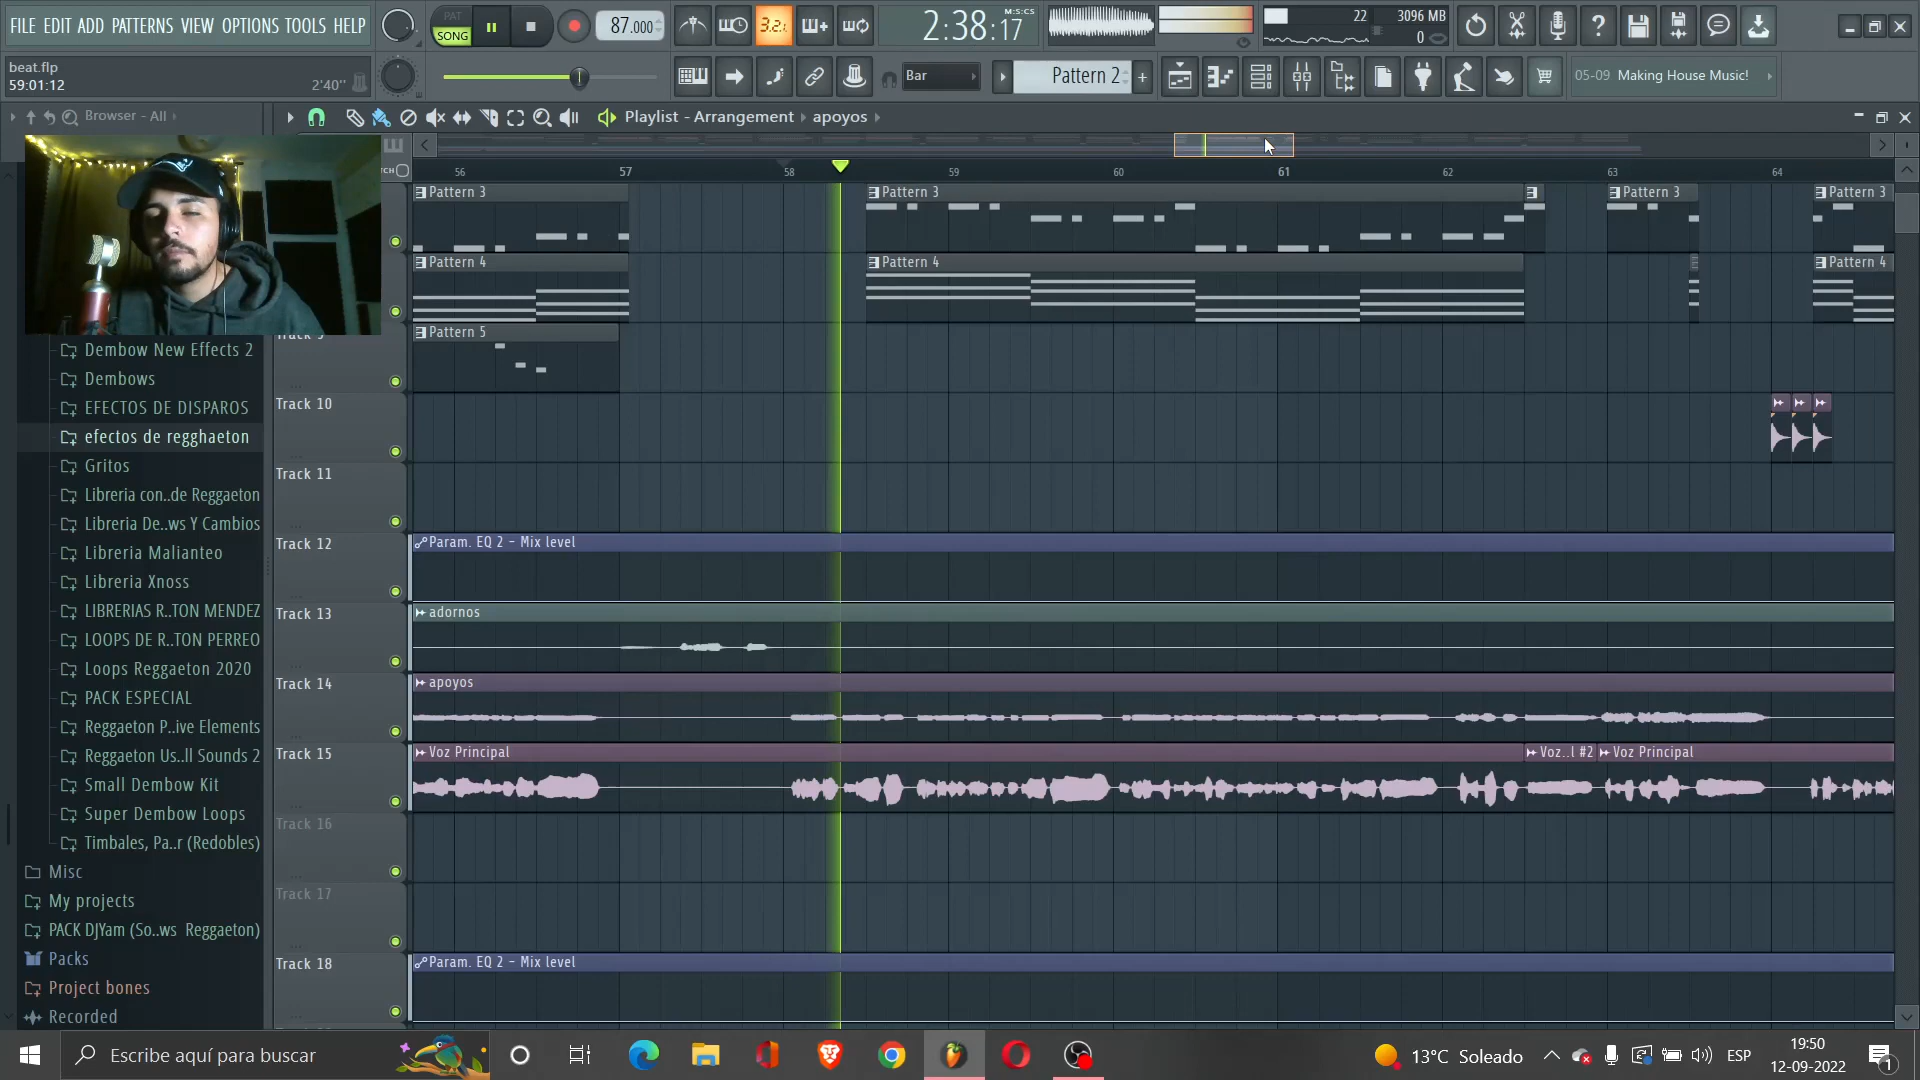 FILE EDIT ADD PATTERNS VIEW OPTIONS TOOLS HELP
PAT
SONG
87.000
3.2.
2:38:17
M:S:CS
22
3096 MB
0
beat.flp
59:01:12
2'40''
Bar
Pattern 2
05-09 Making House Music!
Browser - All
Playlist - Arrangement › apoyos
56 57 58 59 60 61 62 63 64
Pattern 3
Pattern 3
Pattern 3
Pattern 3
Pattern 4
Pattern 4
Pattern 4
Pattern 5
Dembow New Effects 2
Dembows
EFECTOS DE DISPAROS
efectos de regghaeton
Gritos
Libreria con..de Reggaeton
Libreria De..ws Y Cambios
Libreria Malianteo
Libreria Xnoss
LIBRERIAS R..TON MENDEZ
LOOPS DE R..TON PERREO
Loops Reggaeton 2020
PACK ESPECIAL
Reggaeton P..ive Elements
Reggaeton Us..ll Sounds 2
Small Dembow Kit
Super Dembow Loops
Timbales, Pa..r (Redobles)
Misc
My projects
PACK DJYam (So..ws Reggaeton)
Packs
Project bones
Recorded
Track 10
Track 11
Track 12
Param. EQ 2 - Mix level
Track 13
adornos
Track 14
apoyos
Track 15
Voz Principal
Voz..l #2
Voz Principal
Track 16
Track 17
Track 18
Param. EQ 2 - Mix level
Escribe aquí para buscar
13°C Soleado
ESP
19:50
12-09-2022
1